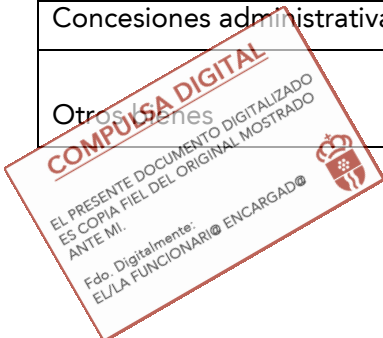 Concesiones administrativa
Otros bienes
COMPULSA DIGITAL
EL PRESENTE DOCUMENTO DIGITALIZADO
ES COPIA FIEL DEL ORIGINAL MOSTRADO
ANTE MI.
Fdo. Digitalmente:
EL/LA FUNCIONARI@ ENCARGAD@